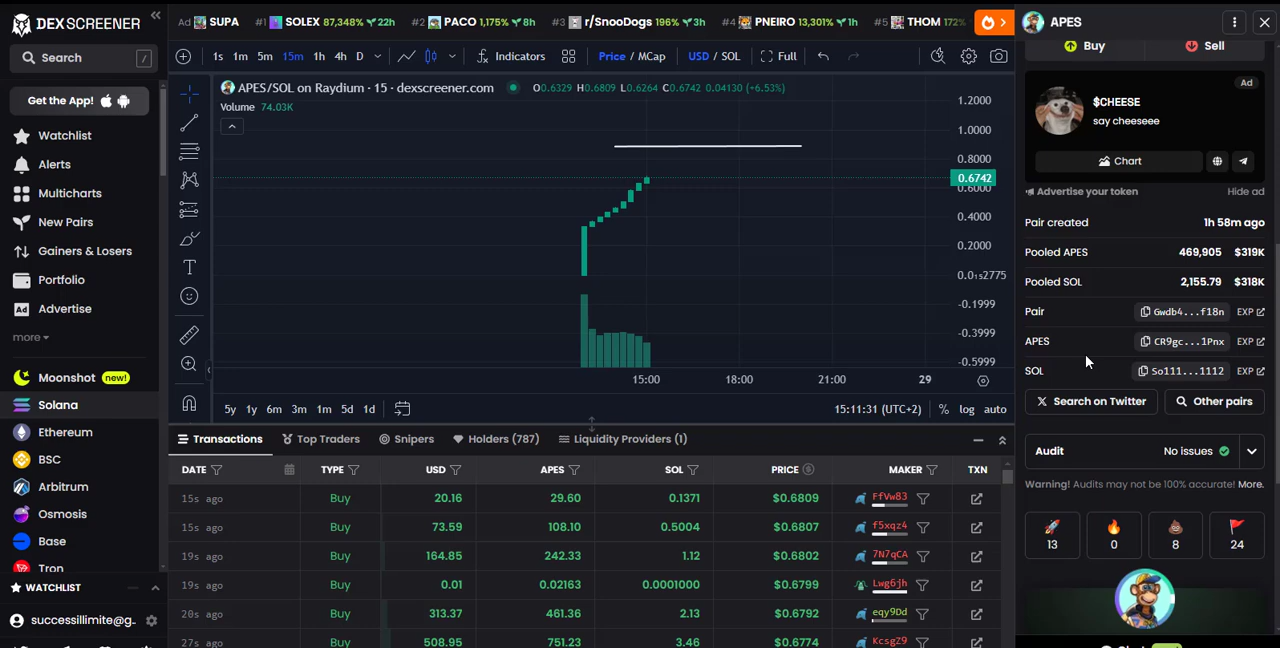 DEXSCREENER
Ad SUPA #1 SOLEX 87,348% 22h #2 PACO 1,175% 8h #3 r/SnooDogs 196% 3h #4 PNEIRO 13,301% 1h #5 THOM 172%
Search /
Get the App!
Watchlist
Alerts
Multicharts
New Pairs
Gainers & Losers
Portfolio
Ad Advertise
more
Moonshot new!
Solana
Ethereum
BSC
Arbitrum
Osmosis
Base
Tron
WATCHLIST
successillimite@g..
1s 1m 5m 15m 1h 4h D Indicators Price / MCap USD / SOL Full
APES/SOL on Raydium · 15 · dexscreener.com O0.6329 H0.6809 L0.6264 C0.6742 0.04130 (+6.53%)
Volume 74.03K
1.2000
1.0000
0.8000
0.6742
0.6000
0.4000
0.2000
0.0₁₅2775
-0.1999
-0.3999
-0.5999
15:00 18:00 21:00 29
5y 1y 6m 3m 1m 5d 1d 15:11:31 (UTC+2) % log auto
Transactions Top Traders Snipers Holders (787) Liquidity Providers (1)
DATE TYPE USD APES SOL PRICE MAKER TXN
15s ago Buy 20.16 29.60 0.1371 $0.6809 FfVw83
15s ago Buy 73.59 108.10 0.5004 $0.6807 f5xqz4
19s ago Buy 164.85 242.33 1.12 $0.6802 7N7qCA
19s ago Buy 0.01 0.02163 0.0001000 $0.6799 Lwg6jh
20s ago Buy 313.37 461.36 2.13 $0.6792 eqy9Dd
27s ago Buy 508.95 751.23 3.46 $0.6774 KcsgZ9
APES
Buy Sell
Ad
$CHEESE
say cheeseee
Chart
Advertise your token Hide ad
Pair created 1h 58m ago
Pooled APES 469,905 $319K
Pooled SOL 2,155.79 $318K
Pair Gwdb4...f18n EXP
APES CR9gc...1Pnx EXP
SOL So111...1112 EXP
Search on Twitter Other pairs
Audit No issues
Warning! Audits may not be 100% accurate! More.
13 0 8 24